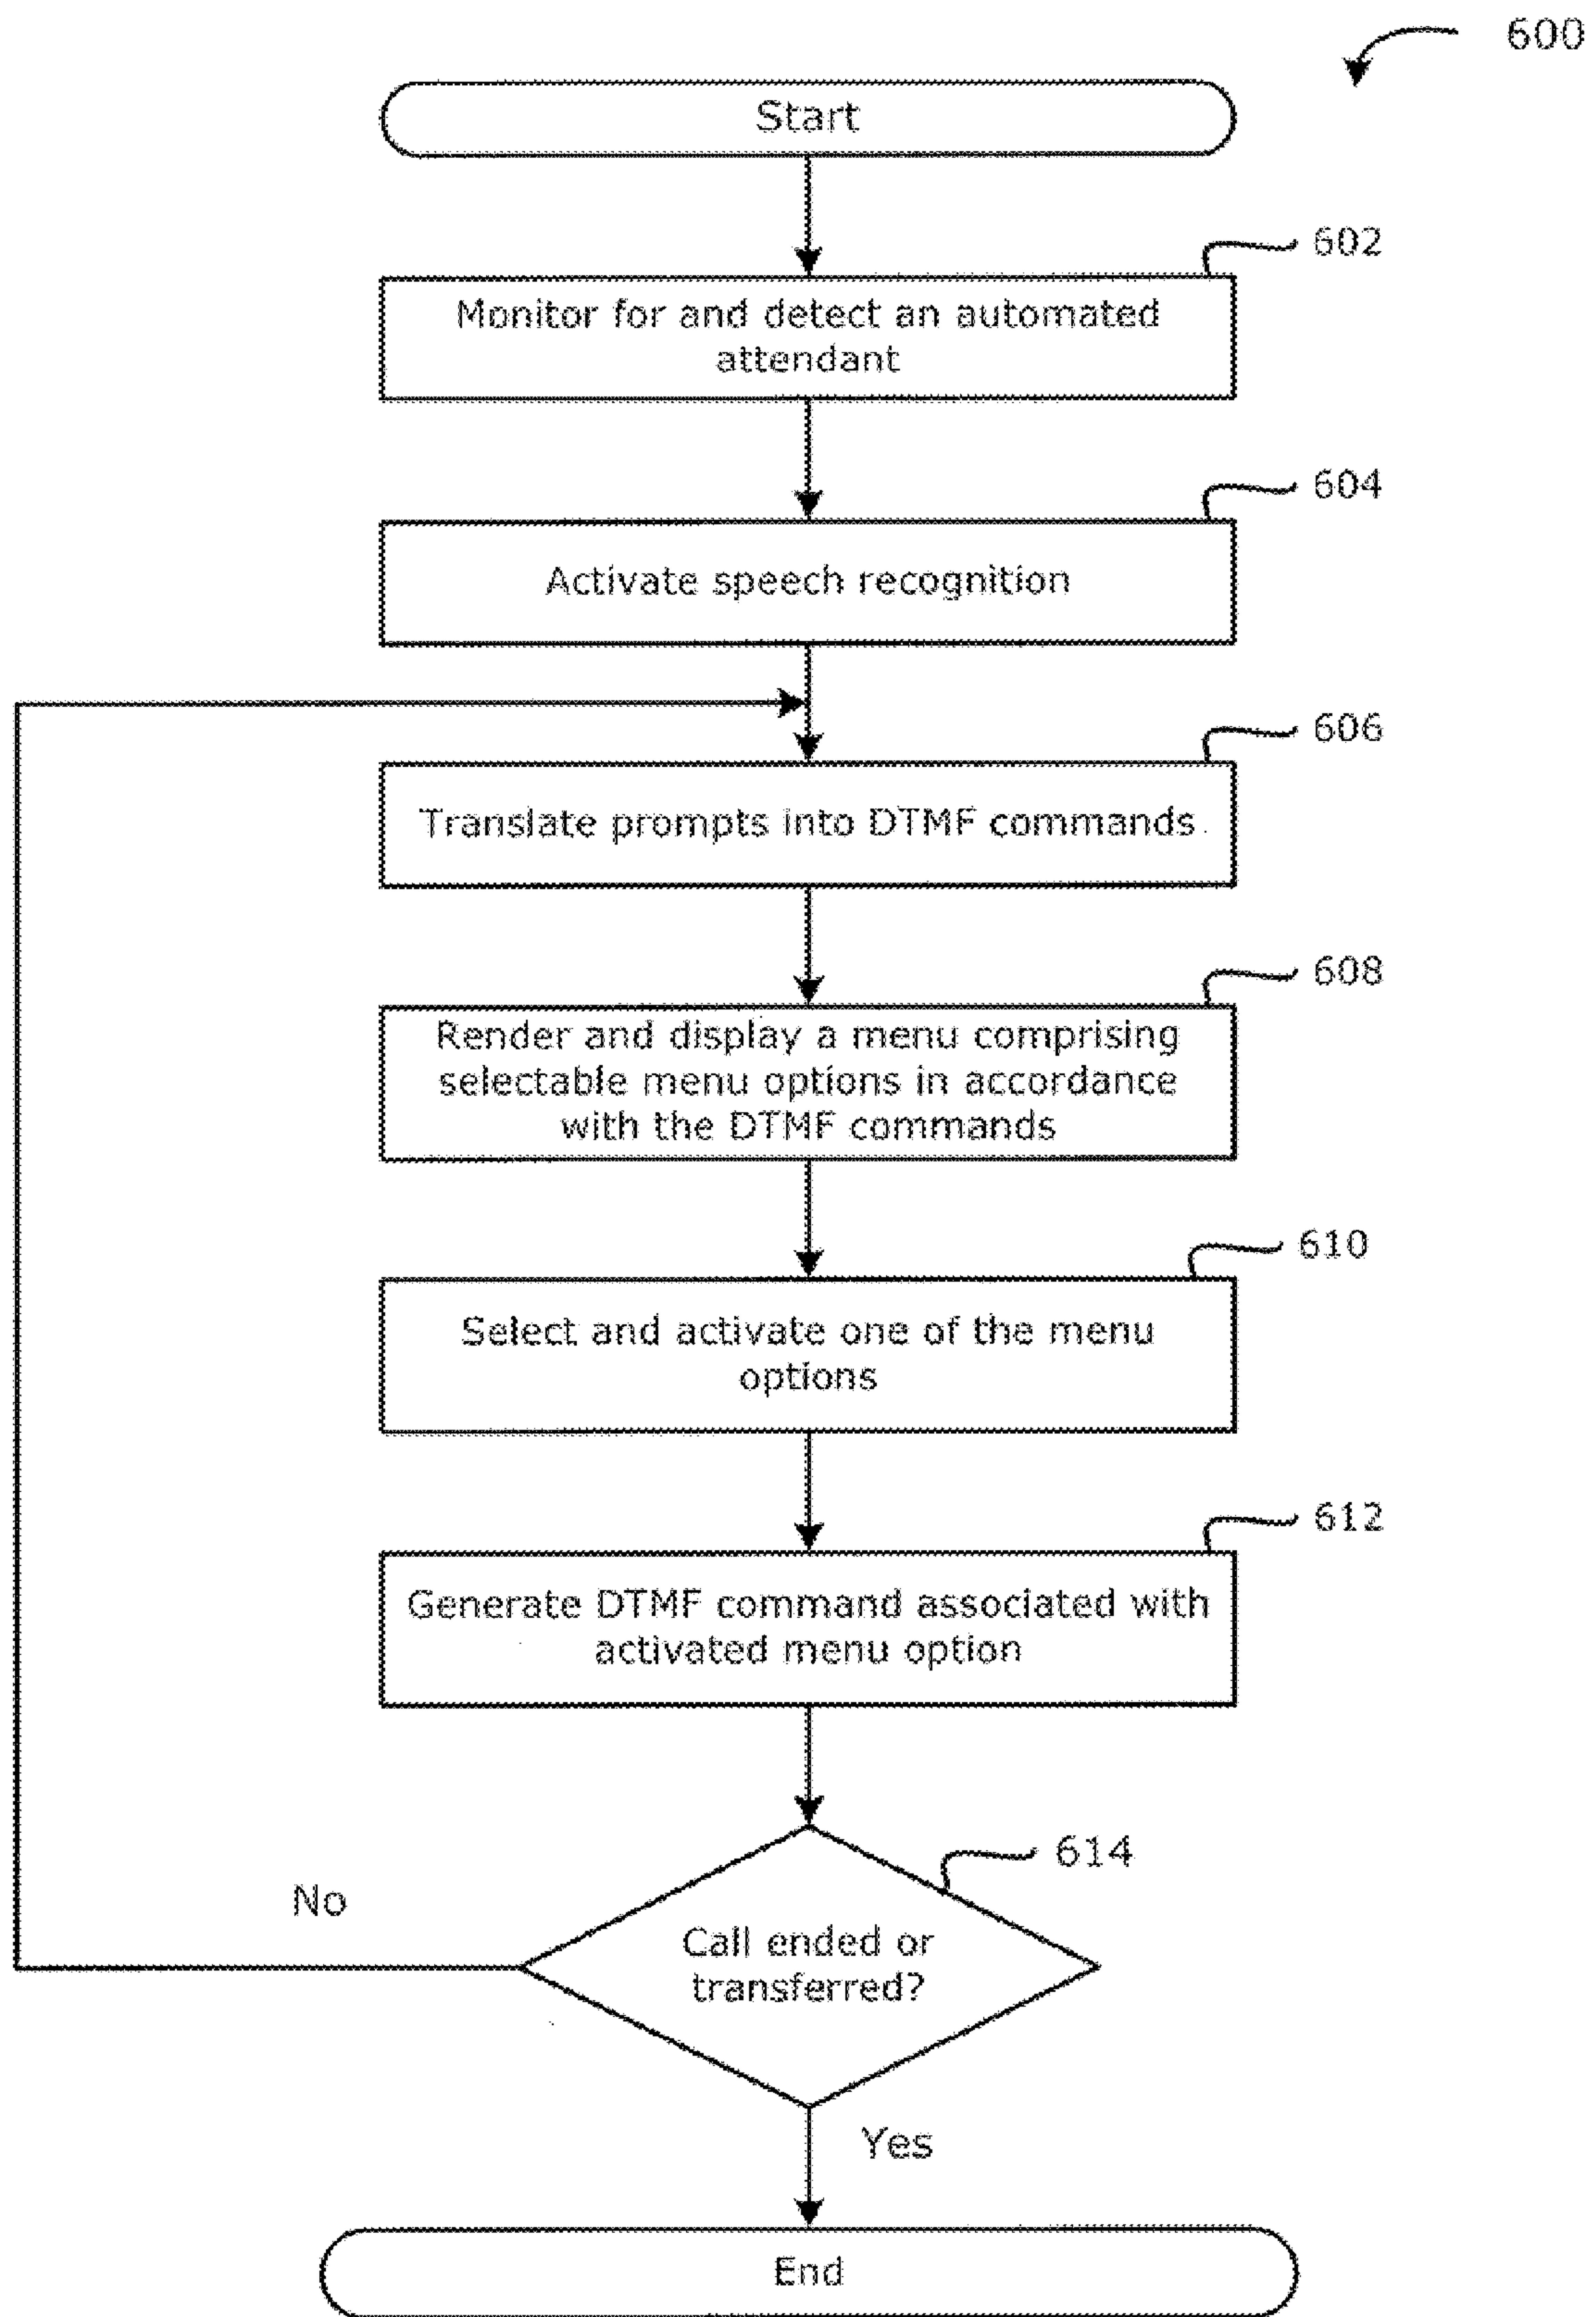 600
Start
602
Monitor for and detect an automated
attendant
604
Activate speech recognition
606
Translate prompts into DTMF commands
608
Render and display a menu comprising
selectable menu options in accordance
with the DTMF commands
610
Select and activate one of the menu
options
612
Generate DTMF command associated with
activated menu option
614
No
Call ended or
transferred?
Yes
End